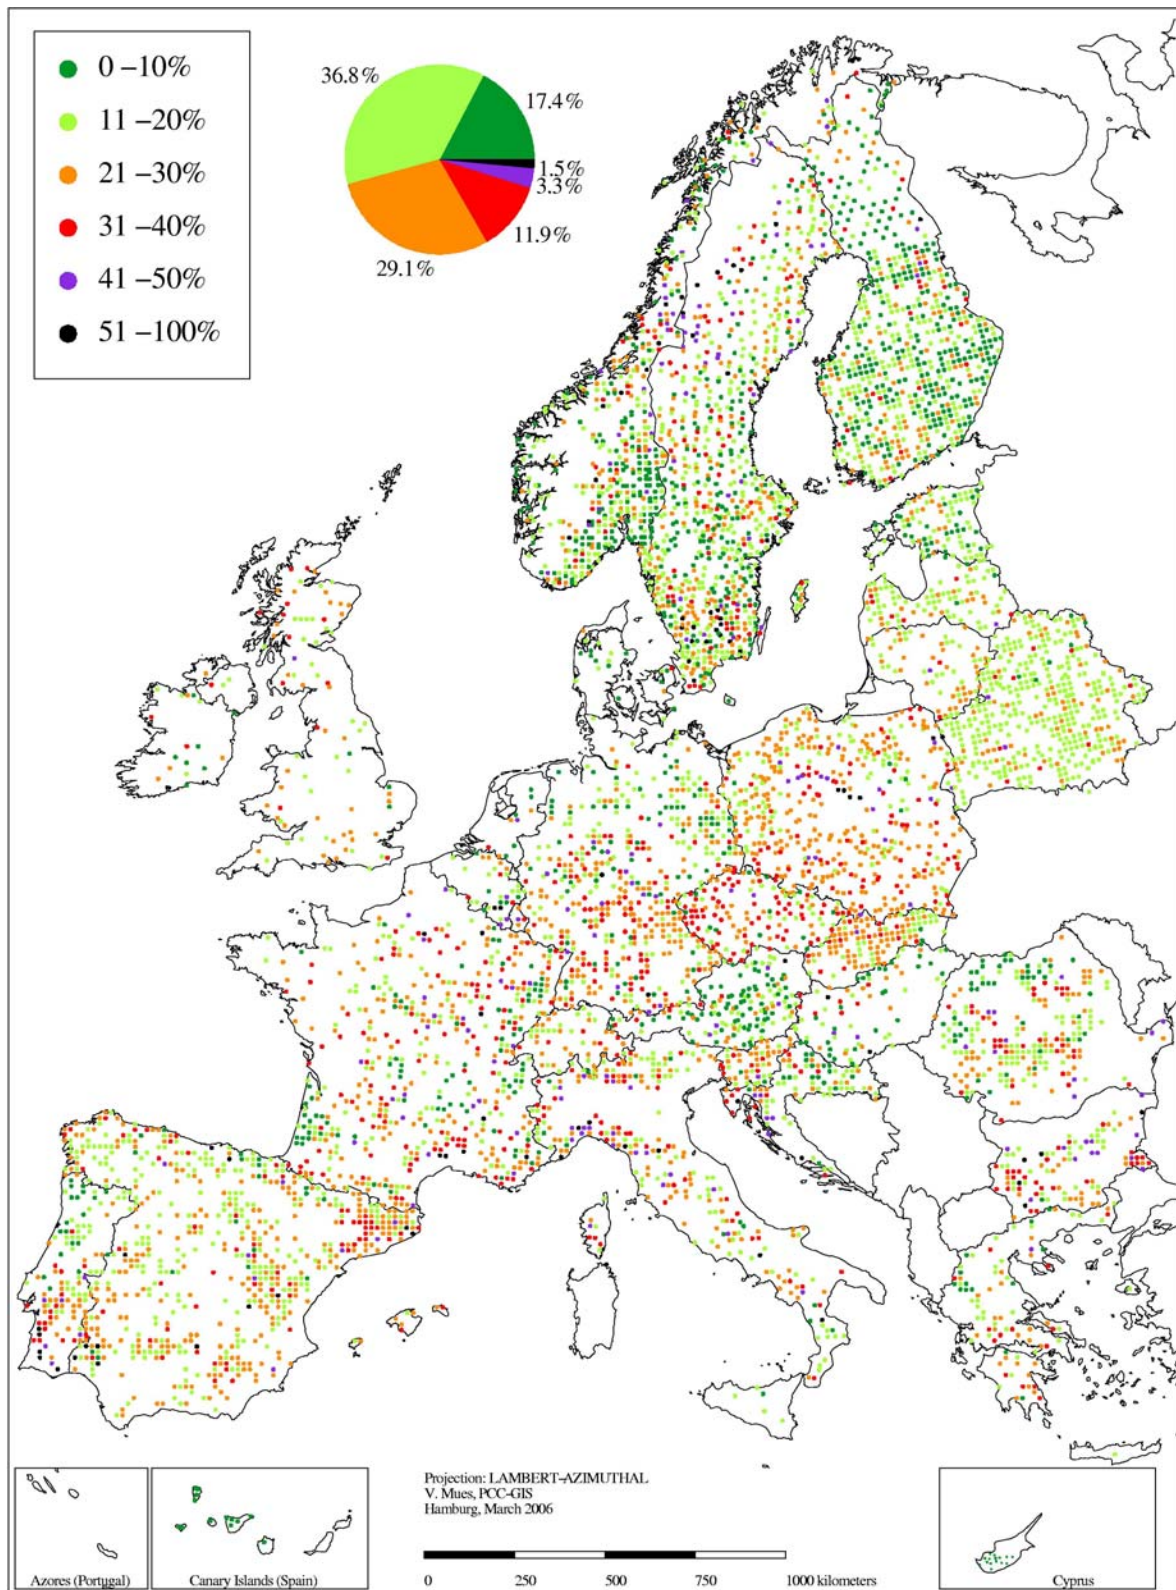 0 –10%
11 –20%
21 –30%
31 –40%
41 –50%
51 –100%
36.8%
17.4%
1.5%
3.3%
11.9%
29.1%
Projection: LAMBERT-AZIMUTHAL
V. Mues, PCC-GIS
Hamburg, March 2006
Azores (Portugal)
Canary Islands (Spain)
0 250 500 750 1000 kilometers
Cyprus